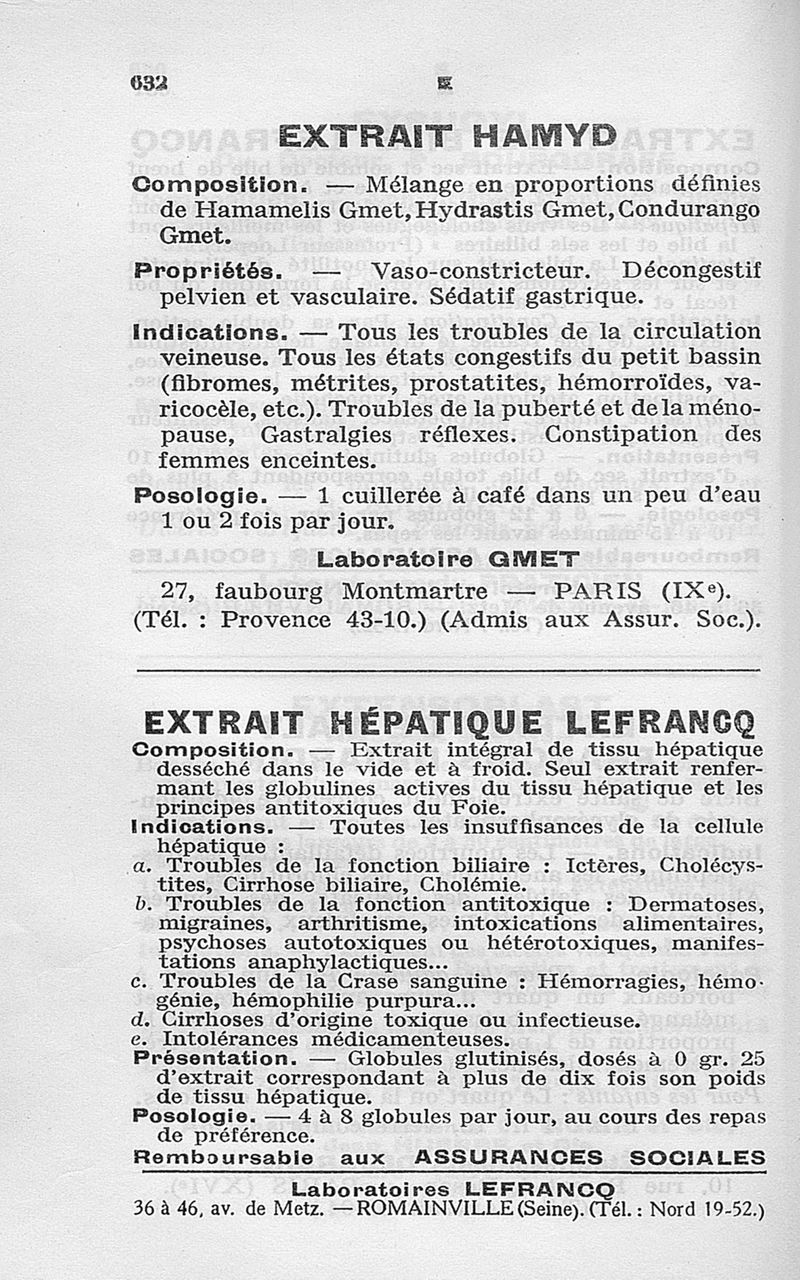 632
E
EXTRAIT HAMYD
Composition. — Mélange en proportions définies
de Hamamelis Gmet, Hydrastis Gmet, Condurango
Gmet.
Propriétés. — Vaso-constricteur. Décongestif
pelvien et vasculaire. Sédatif gastrique.
Indications. — Tous les troubles de la circulation
veineuse. Tous les états congestifs du petit bassin
(fibromes, métrites, prostatites, hémorroïdes, va-
ricocèle, etc.). Troubles de la puberté et de la méno-
pause, Gastralgies réflexes. Constipation des
femmes enceintes.
Posologie. — 1 cuillerée à café dans un peu d'eau
1 ou 2 fois par jour.
Laboratoire GMET
27, faubourg Montmartre — PARIS (IXe).
(Tél. : Provence 43-10.) (Admis aux Assur. Soc.).
EXTRAIT HÉPATIQUE LEFRANCQ
Composition. — Extrait intégral de tissu hépatique
desséché dans le vide et à froid. Seul extrait renfer-
mant les globulines actives du tissu hépatique et les
principes antitoxiques du Foie.
Indications. — Toutes les insuffisances de la cellule
hépatique :
a. Troubles de la fonction biliaire : Ictères, Cholécys-
tites, Cirrhose biliaire, Cholémie.
b. Troubles de la fonction antitoxique : Dermatoses,
migraines, arthritisme, intoxications alimentaires,
psychoses autotoxiques ou hétérotoxiques, manifes-
tations anaphylactiques...
c. Troubles de la Crase sanguine : Hémorragies, hémo-
génie, hémophilie purpura...
d. Cirrhoses d'origine toxique ou infectieuse.
e. Intolérances médicamenteuses.
Présentation. — Globules glutinisés, dosés à 0 gr. 25
d'extrait correspondant à plus de dix fois son poids
de tissu hépatique.
Posologie. — 4 à 8 globules par jour, au cours des repas
de préférence.
Remboursable aux ASSURANCES SOCIALES
Laboratoires LEFRANCQ
36 à 46, av. de Metz. — ROMAINVILLE (Seine). (Tél. : Nord 19-52.)